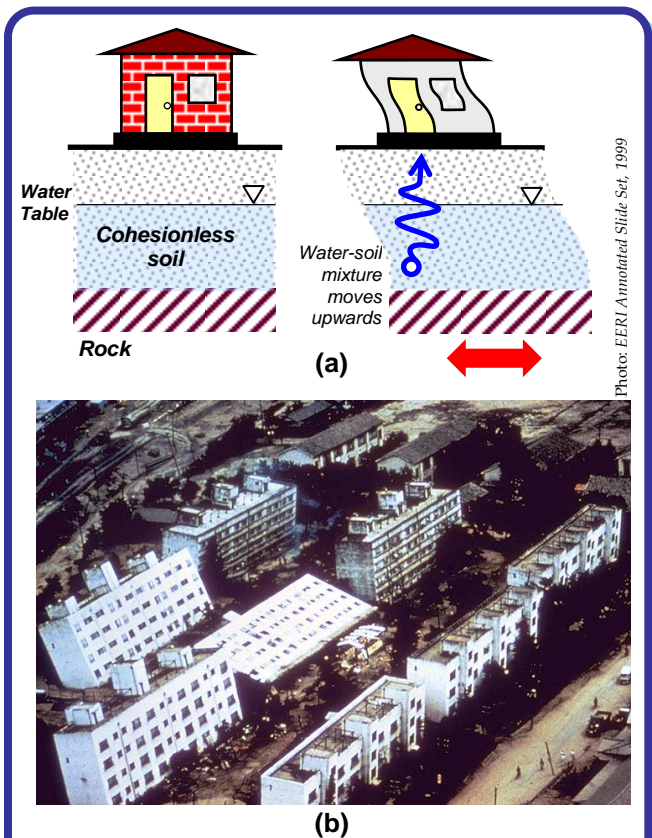 Water
Table
Cohesionless
soil
Rock
Water-soil
mixture
moves
upwards
(a)
Photo: EERI Annotated Slide Set, 1999
(b)